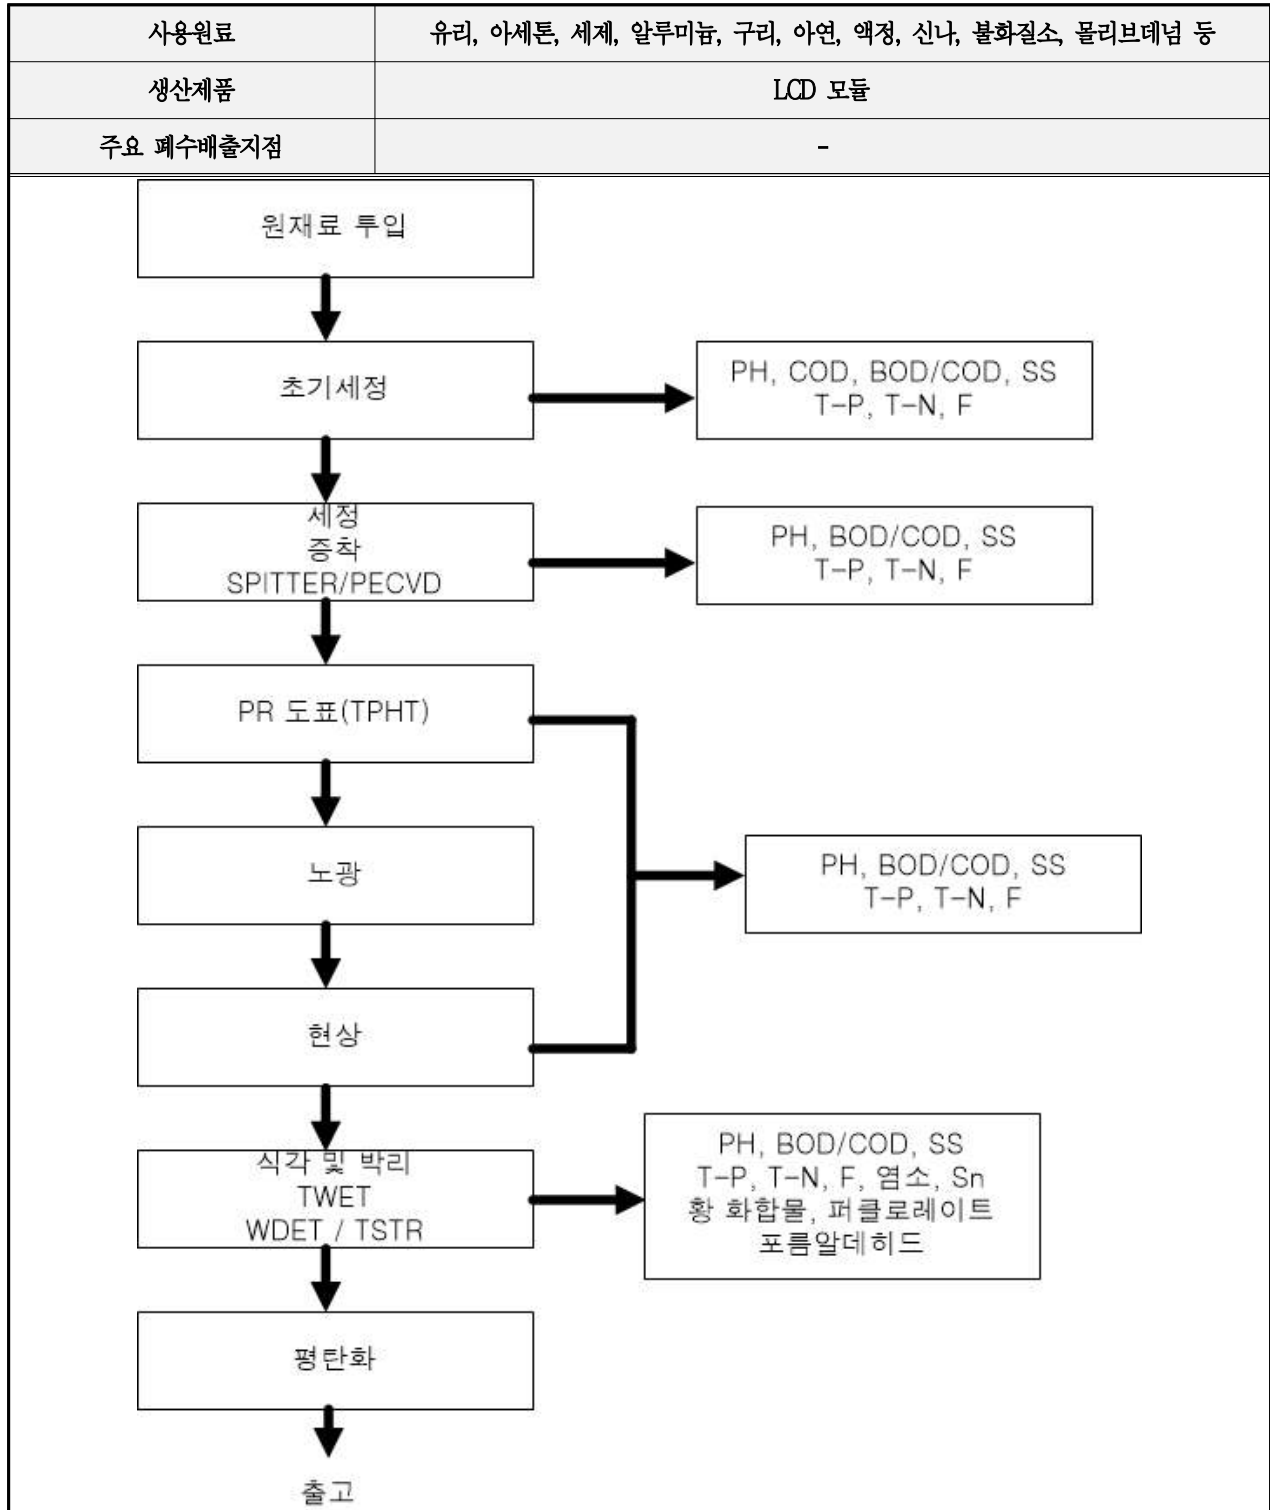 사용원료
유리, 아세톤, 세제, 알루미늄, 구리, 아연, 액정, 신나, 불화질소, 몰리브데넘 등
생산제품
LCD 모듈
주요 폐수배출지점
-
원재료 투입
초기세정
PH, COD, BOD/COD, SS
T-P, T-N, F
세정
증착
SPITTER/PECVD
PH, BOD/COD, SS
T-P, T-N, F
PR 도표(TPHT)
노광
PH, BOD/COD, SS
T-P, T-N, F
현상
식각 및 박리
TWET
WDET / TSTR
PH, BOD/COD, SS
T-P, T-N, F, 염소, Sn
황 화합물, 퍼클로레이트
포름알데히드
평탄화
출고